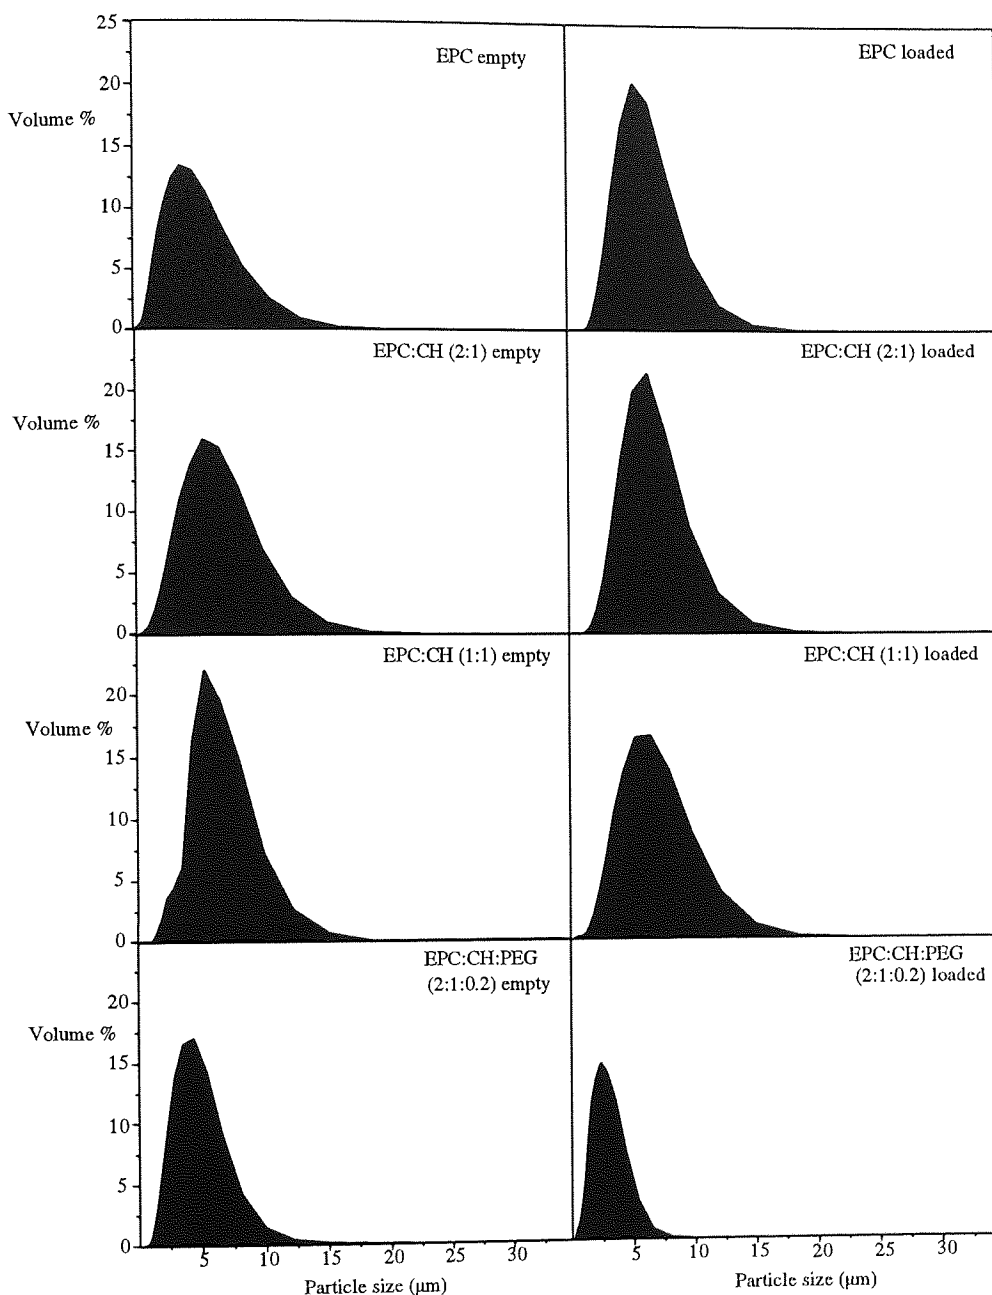 25
EPC empty
EPC loaded
20
Volume %
15
10
5
0
EPC:CH (2:1) empty
EPC:CH (2:1) loaded
20
Volume %
15
10
5
0
EPC:CH (1:1) empty
EPC:CH (1:1) loaded
20
Volume %
15
10
5
0
EPC:CH:PEG
(2:1:0.2) empty
EPC:CH:PEG
(2:1:0.2) loaded
20
Volume %
15
10
5
0
5 10 15 20 25 30
5 10 15 20 25 30
Particle size (μm)
Particle size (μm)